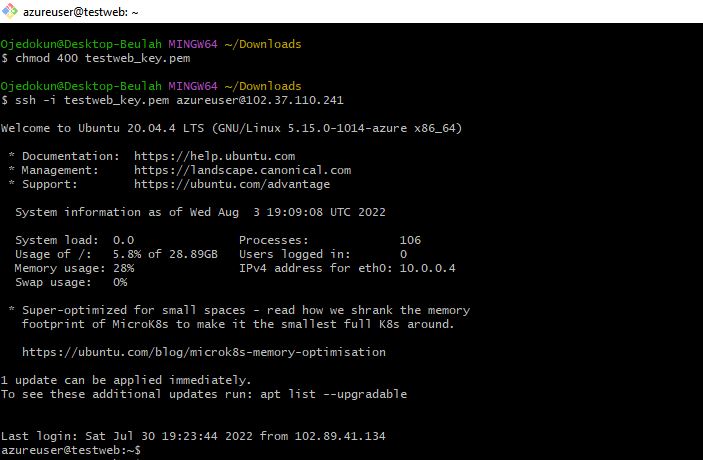 azureuser@testweb: ~
Ojedokun@Desktop-Beulah MINGW64 ~/Downloads
$ chmod 400 testweb_key.pem
Ojedokun@Desktop-Beulah MINGW64 ~/Downloads
$ ssh -i testweb_key.pem azureuser@102.37.110.241
Welcome to Ubuntu 20.04.4 LTS (GNU/Linux 5.15.0-1014-azure x86_64)
* Documentation:  https://help.ubuntu.com
* Management:     https://landscape.canonical.com
* Support:        https://ubuntu.com/advantage
System information as of Wed Aug  3 19:09:08 UTC 2022
System load:  0.0               Processes:             106
Usage of /:   5.8% of 28.89GB   Users logged in:       0
Memory usage: 28%               IPv4 address for eth0: 10.0.0.4
Swap usage:   0%
* Super-optimized for small spaces - read how we shrank the memory
footprint of MicroK8s to make it the smallest full K8s around.
https://ubuntu.com/blog/microk8s-memory-optimisation
1 update can be applied immediately.
To see these additional updates run: apt list --upgradable
Last login: Sat Jul 30 19:23:44 2022 from 102.89.41.134
azureuser@testweb:~$